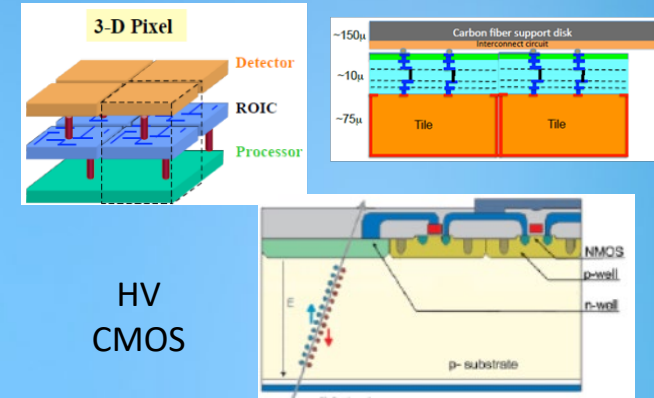 3-D Pixel
Detector
ROIC
Processor
~150µ
Carbon fiber support disk
Interconnect circuit
~10µ
~75µ
Tile
Tile
HV
CMOS
E
NMOS
p-well
n-well
p- substrate